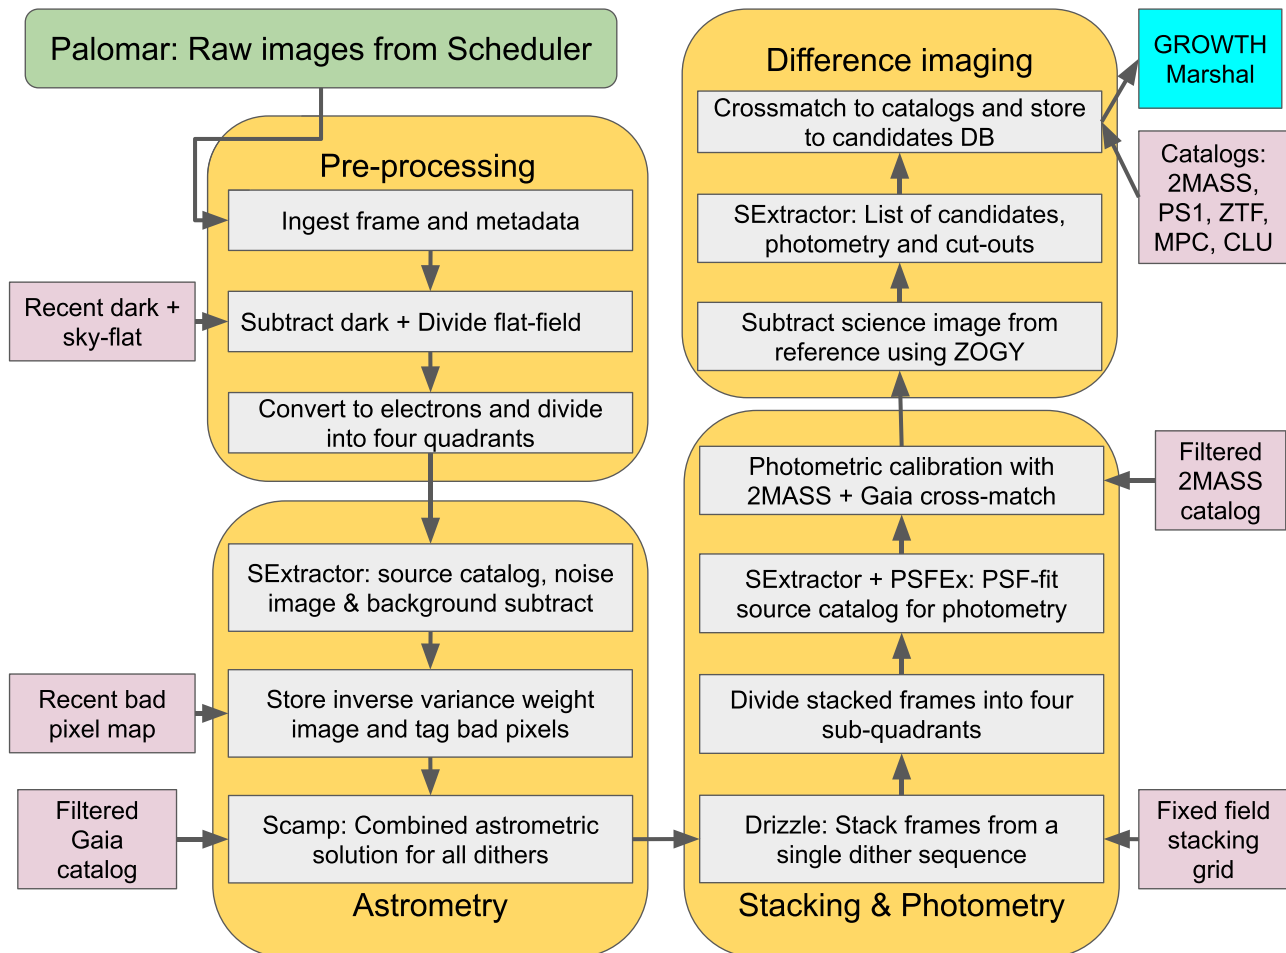 Palomar: Raw images from Scheduler
Pre-processing
Ingest frame and metadata
Recent dark +
sky-flat
Subtract dark + Divide flat-field
Convert to electrons and divide
into four quadrants
SExtractor: source catalog, noise
image & background subtract
Recent bad
pixel map
Store inverse variance weight
image and tag bad pixels
Filtered
Gaia
catalog
Scamp: Combined astrometric
solution for all dithers
Astrometry
Difference imaging
GROWTH
Marshal
Crossmatch to catalogs and store
to candidates DB
Catalogs:
2MASS,
PS1, ZTF,
MPC, CLU
SExtractor: List of candidates,
photometry and cut-outs
Subtract science image from
reference using ZOGY
Photometric calibration with
2MASS + Gaia cross-match
Filtered
2MASS
catalog
SExtractor + PSFEx: PSF-fit
source catalog for photometry
Divide stacked frames into four
sub-quadrants
Drizzle: Stack frames from a
single dither sequence
Fixed field
stacking
grid
Stacking & Photometry